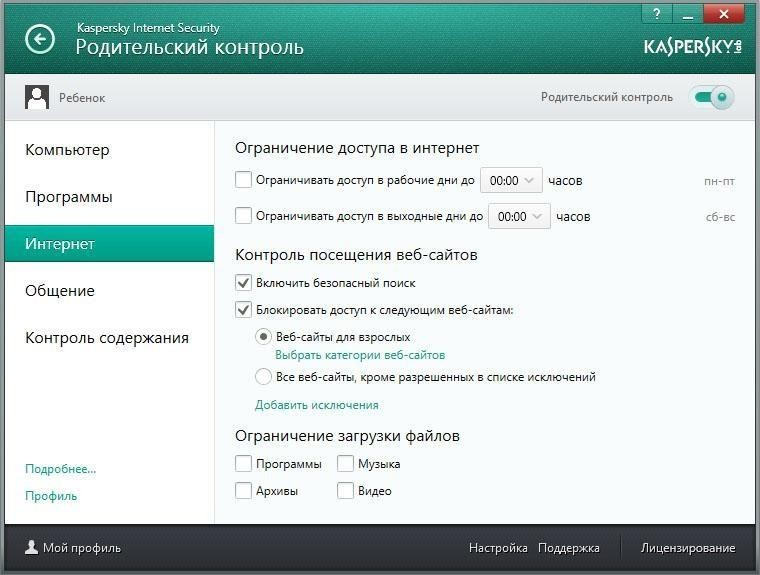 Kaspersky Internet Security
Родительский контроль
?
KASPERSKY lab
Ребенок
Родительский контроль
Компьютер
Программы
Интернет
Общение
Контроль содержания
Подробнее...
Профиль
Ограничение доступа в интернет
Ограничивать доступ в рабочие дни до 00:00 часов пн-пт
Ограничивать доступ в выходные дни до 00:00 часов сб-вс
Контроль посещения веб-сайтов
Включить безопасный поиск
Блокировать доступ к следующим веб-сайтам:
Веб-сайты для взрослых
Выбрать категории веб-сайтов
Все веб-сайты, кроме разрешенных в списке исключений
Добавить исключения
Ограничение загрузки файлов
Программы Музыка
Архивы Видео
Мой профиль Настройка Поддержка Лицензирование